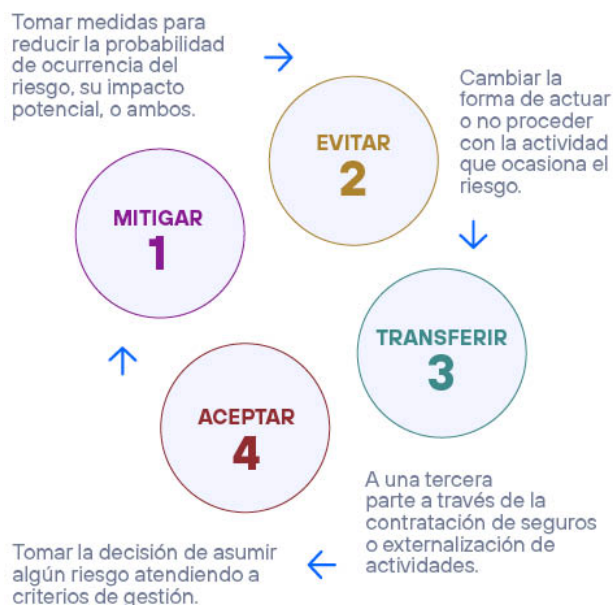 Tomar medidas para
reducir la probabilidad
de ocurrencia del
riesgo, su impacto
potencial, o ambos.
MITIGAR
1
EVITAR
2
Cambiar la
forma de actuar
o no proceder
con la actividad
que ocasiona el
riesgo.
TRANSFERIR
3
A una tercera
parte a través de la
contratación de seguros
o externalización de
actividades.
ACEPTAR
4
Tomar la decisión de asumir
algún riesgo atendiendo a
criterios de gestión.